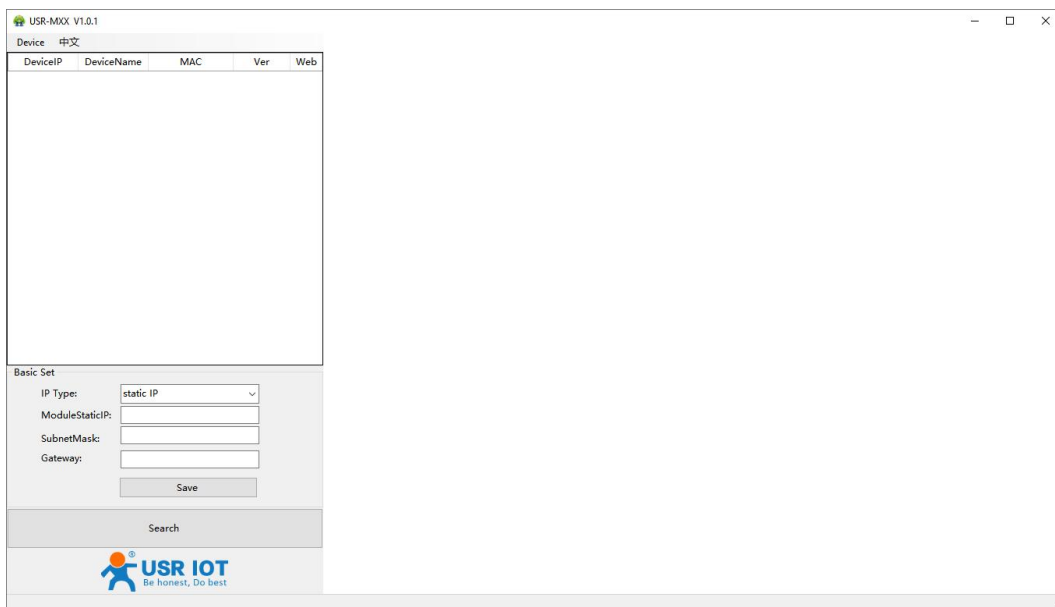 USR-MXX V1.0.1
Device 中文
DeviceIP DeviceName MAC Ver Web
Basic Set
IP Type: static IP
ModuleStaticIP:
SubnetMask:
Gateway:
Save
Search
®
USR IOT
Be honest, Do best